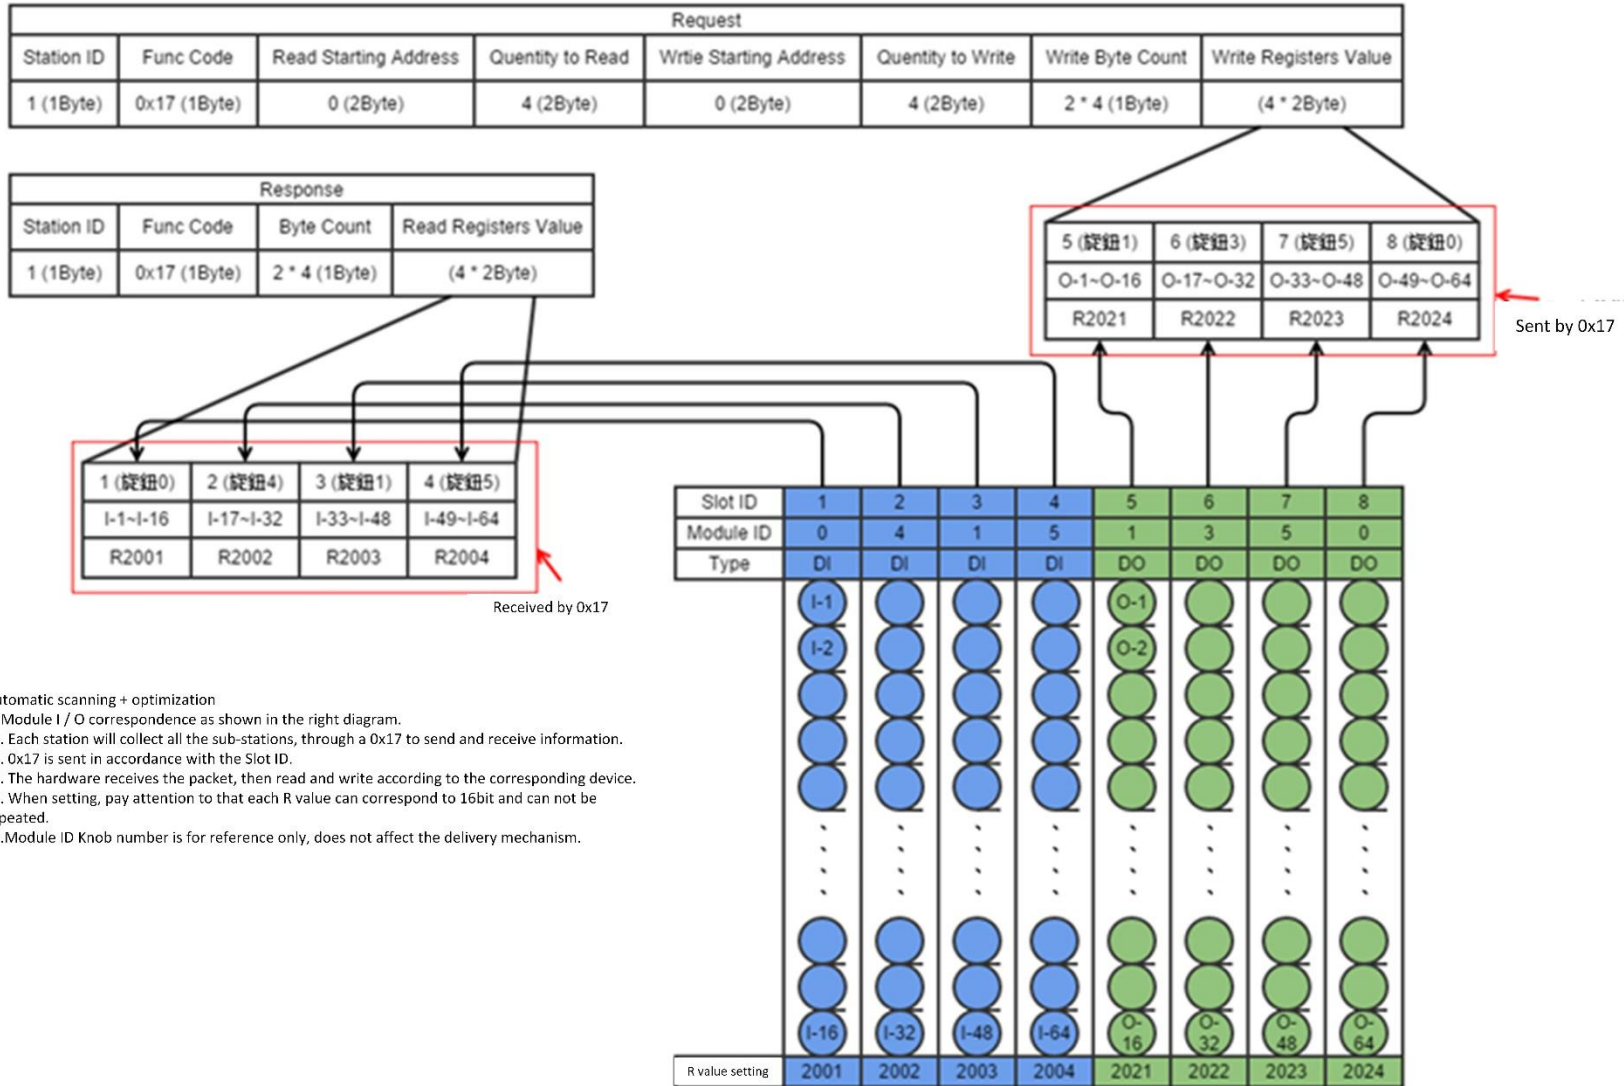 Request
Station ID Func Code Read Starting Address Quentity to Read Wrtie Starting Address Quentity to Write Write Byte Count Write Registers Value
1 (1Byte) 0x17 (1Byte) 0 (2Byte) 4 (2Byte) 0 (2Byte) 4 (2Byte) 2 * 4 (1Byte) (4 * 2Byte)
Response
Station ID Func Code Byte Count Read Registers Value
1 (1Byte) 0x17 (1Byte) 2 * 4 (1Byte) (4 * 2Byte)
5 (旋鈕1) 6 (旋鈕3) 7 (旋鈕5) 8 (旋鈕0)
O-1~O-16 O-17~O-32 O-33~O-48 O-49~O-64
R2021 R2022 R2023 R2024
Sent by 0x17
1 (旋鈕0) 2 (旋鈕4) 3 (旋鈕1) 4 (旋鈕5)
I-1~I-16 I-17~I-32 I-33~I-48 I-49~I-64
R2001 R2002 R2003 R2004
Received by 0x17
utomatic scanning + optimization
Module I / O correspondence as shown in the right diagram.
. Each station will collect all the sub-stations, through a 0x17 to send and receive information.
. 0x17 is sent in accordance with the Slot ID.
. The hardware receives the packet, then read and write according to the corresponding device.
. When setting, pay attention to that each R value can correspond to 16bit and can not be
peated.
.Module ID Knob number is for reference only, does not affect the delivery mechanism.
Slot ID 1 2 3 4 5 6 7 8
Module ID 0 4 1 5 1 3 5 0
Type DI DI DI DI DO DO DO DO
I-1 O-1
I-2 O-2
I-16 I-32 I-48 I-64 O-16 O-32 O-48 O-64
R value setting 2001 2002 2003 2004 2021 2022 2023 2024